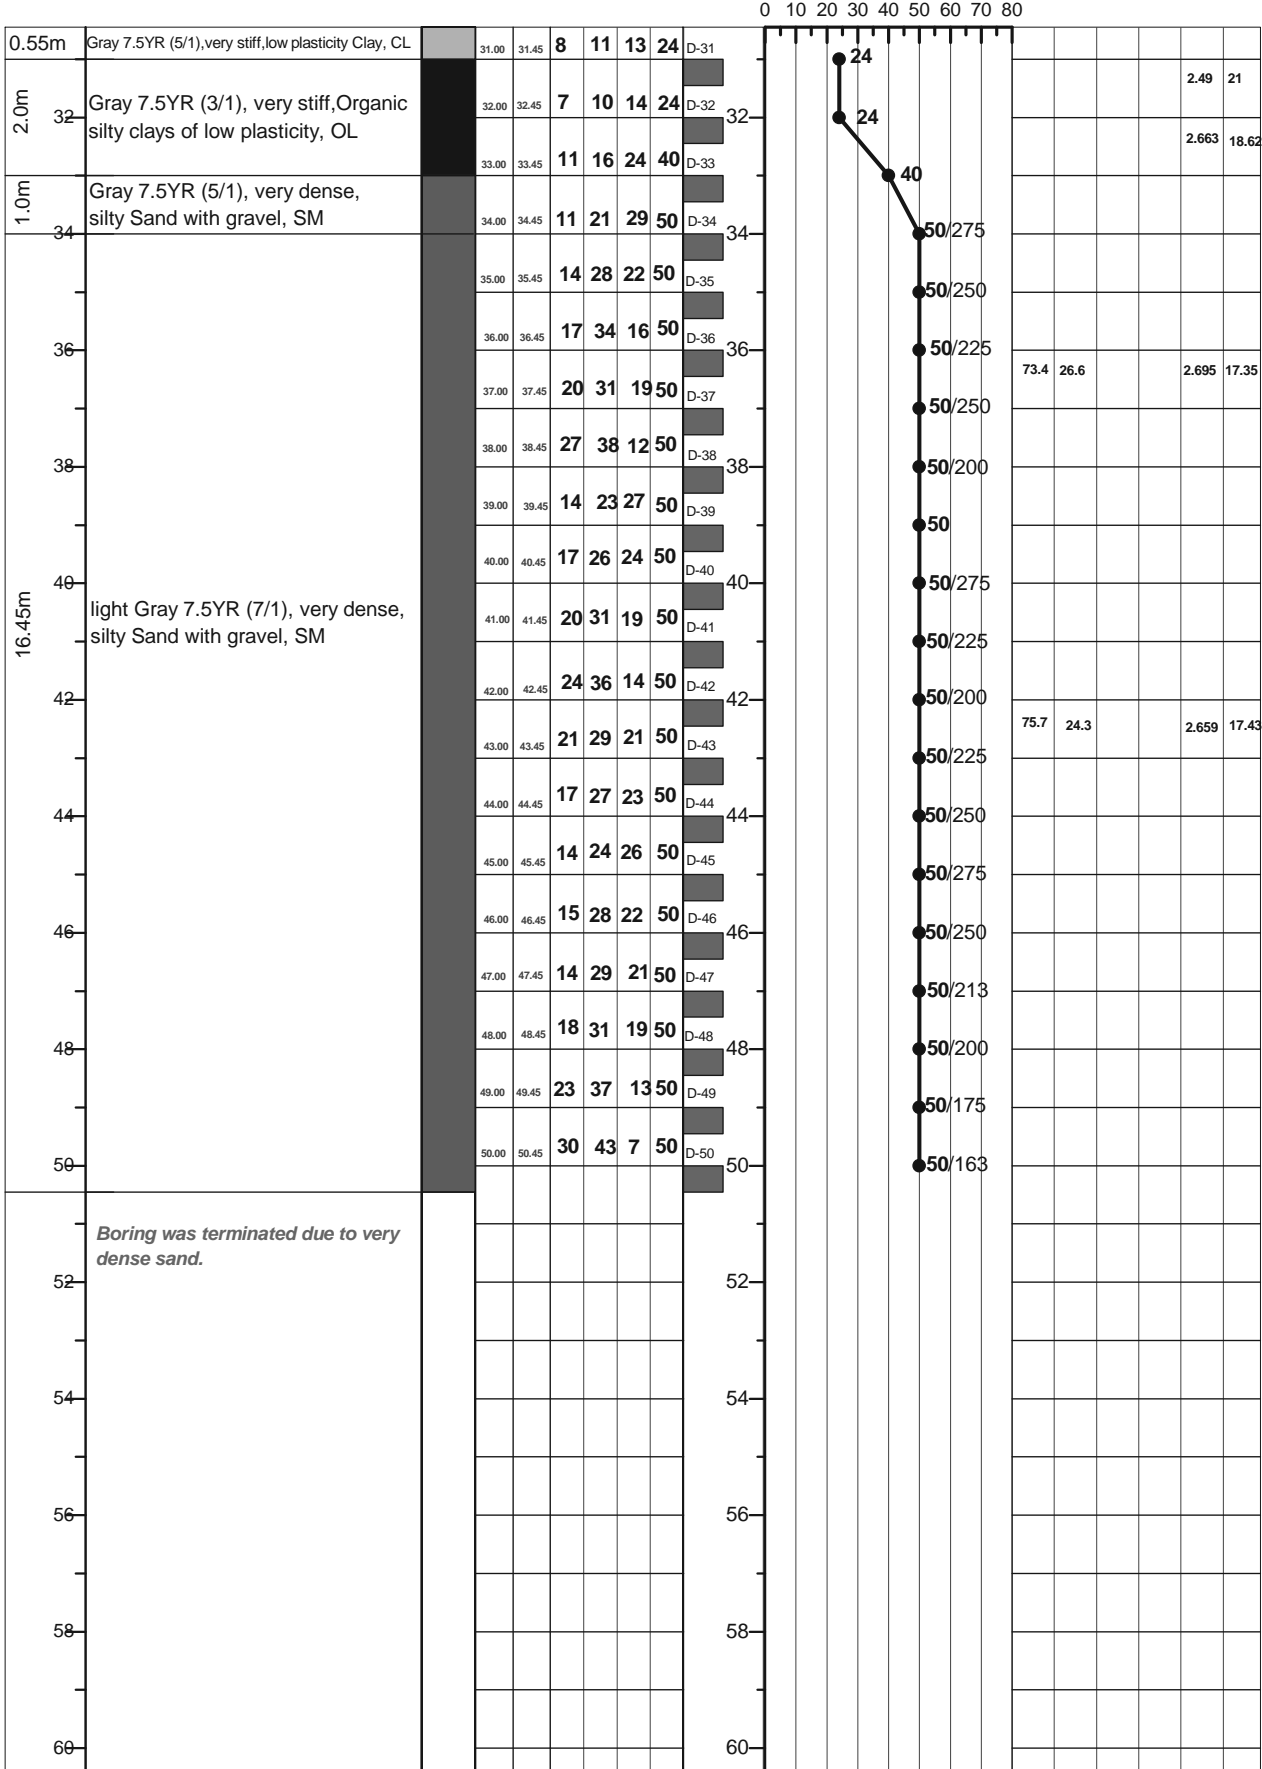 0 10 20 30 40 50 60 70 80
0.55m Gray 7.5YR (5/1),very stiff,low plasticity Clay, CL 31.00 31.45 8 11 13 24 D-31
24
2.49 21
2.0m
Gray 7.5YR (3/1), very stiff,Organic
silty clays of low plasticity, OL
32 32.00 32.45 7 10 14 24 D-32 32 24
2.663 18.62
33.00 33.45 11 16 24 40 D-33
40
1.0m
Gray 7.5YR (5/1), very dense,
silty Sand with gravel, SM
34.00 34.45 11 21 29 50 D-34
34 34 50/275
35.00 35.45 14 28 22 50 D-35
50/250
36.00 36.45 17 34 16 50 D-36
36 36 50/225
73.4 26.6 2.695 17.35
37.00 37.45 20 31 19 50 D-37
50/250
38.00 38.45 27 38 12 50 D-38
38 38 50/200
39.00 39.45 14 23 27 50 D-39
50
40.00 40.45 17 26 24 50 D-40
40 40 50/275
16.45m
light Gray 7.5YR (7/1), very dense,
silty Sand with gravel, SM
41.00 41.45 20 31 19 50 D-41
50/225
42.00 42.45 24 36 14 50 D-42
42 42 50/200
75.7 24.3 2.659 17.43
43.00 43.45 21 29 21 50 D-43
50/225
44.00 44.45 17 27 23 50 D-44
44 44 50/250
45.00 45.45 14 24 26 50 D-45
50/275
46.00 46.45 15 28 22 50 D-46
46 46 50/250
47.00 47.45 14 29 21 50 D-47
50/213
48.00 48.45 18 31 19 50 D-48
48 48 50/200
49.00 49.45 23 37 13 50 D-49
50/175
50.00 50.45 30 43 7 50 D-50
50 50 50/163
Boring was terminated due to very
dense sand.
52 52
54 54
56 56
58 58
60 60